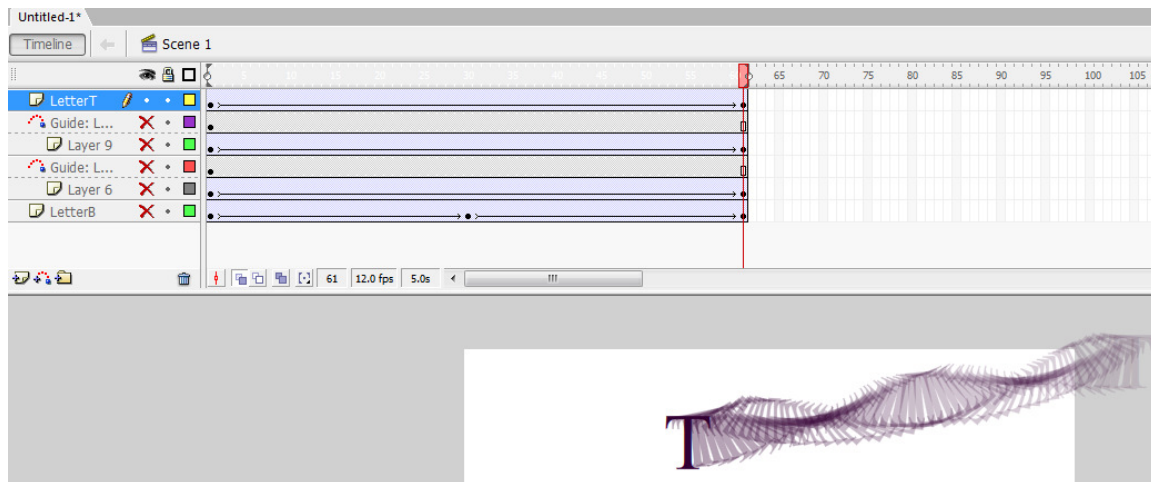 Untitled-1*
Timeline Scene 1
5 10 15 20 25 30 35 40 45 50 55 60 65 70 75 80 85 90 95 100 105
LetterT
Guide: L...
Layer 9
Guide: L...
Layer 6
LetterB
61 12.0 fps 5.0s
T